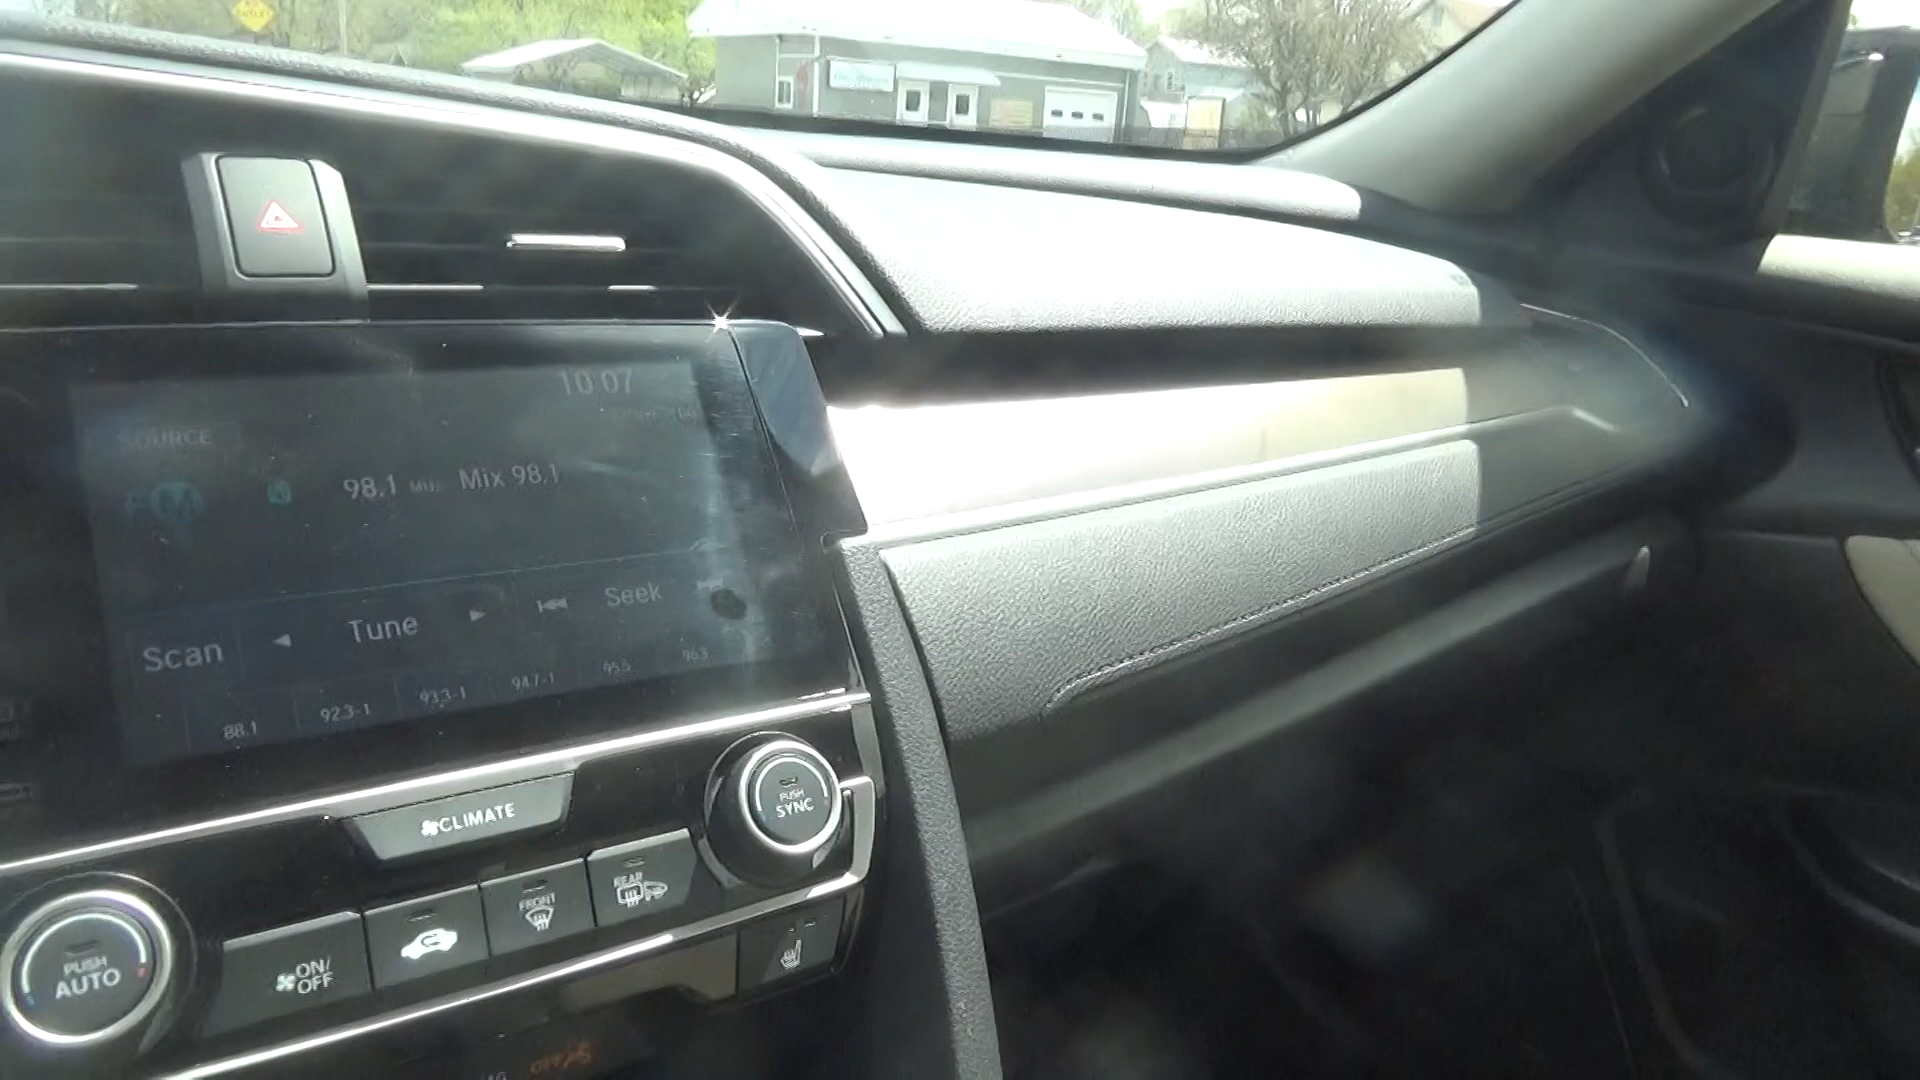 10:07
SOURCE
98.1 Mix 98.1
Scan Tune Seek
88.1 92.3-1 93.3-1 94.7-1 95.5 96.3
CLIMATE
PUSH
SYNC
REAR
FRONT
ON/
OFF
PUSH
AUTO